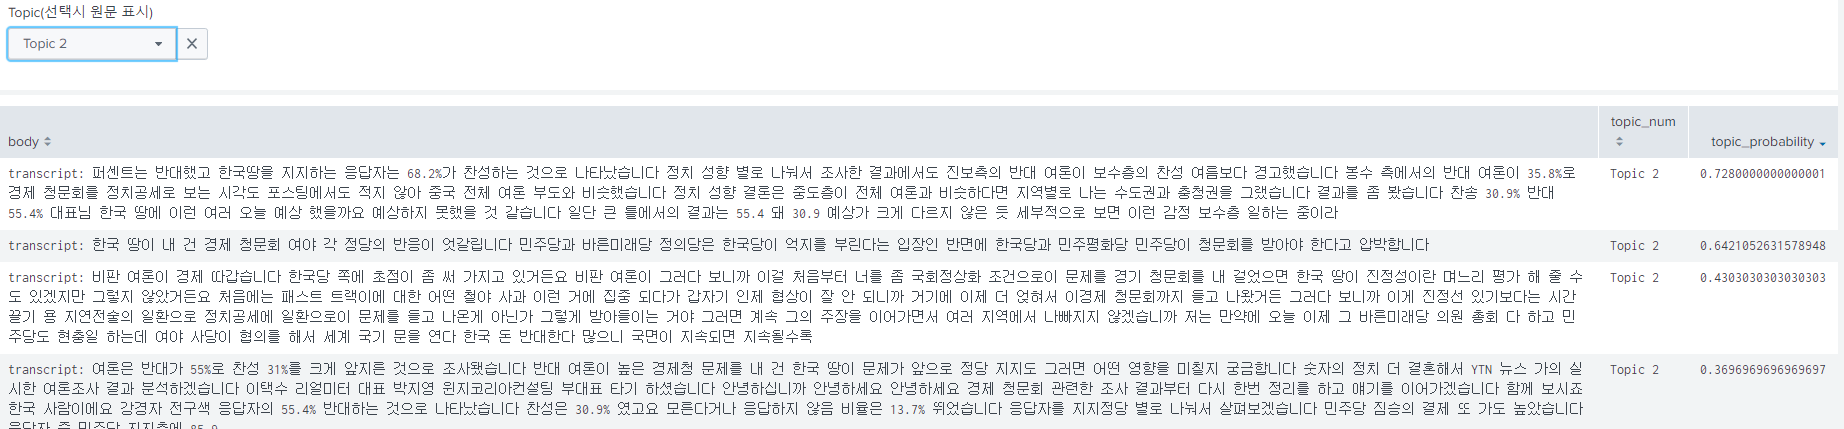 Topic(선택시 원문 표시)
Topic 2
body
topic_num
topic_probability
transcript: 퍼센트는 반대했고 한국땅을 지지하는 응답자는 68.2%가 찬성하는 것으로 나타났습니다 정치 성향 별로 나눠서 조사한 결과에서도 진보측의 반대 여론이 보수층의 찬성 여름보다 경고했습니다 봉수 측에서의 반대 여론이 35.8%로
경제 청문회를 정치공세로 보는 시각도 포스팅에서도 적지 않아 중국 전체 여론 부도와 비슷했습니다 정치 성향 결론은 중도층이 전체 여론과 비슷하다면 지역별로 나는 수도권과 충청권을 그랬습니다 결과를 좀 봤습니다 찬송 30.9% 반대
55.4% 대표님 한국 땅에 이런 여러 오늘 예상 했을까요 예상하지 못했을 것 같습니다 일단 큰 틀에서의 결과는 55.4 돼 30.9 예상가 크게 다르지 않은 듯 세부적으로 보면 이런 감정 보수층 일하는 중이라
Topic 2
0.7280000000000001
transcript: 한국 땅이 내 건 경제 청문회 여야 각 정당의 반응이 엇갈립니다 민주당과 바른미래당 정의당은 한국당이 억지를 부린다는 입장인 반면에 한국당과 민주평화당 민주당이 청문회를 받아야 한다고 압박합니다
Topic 2
0.6421052631578948
transcript: 비판 여론이 경제 따갑습니다 한국당 쪽에 초점이 좀 써 가지고 있거든요 비판 여론이 그러다 보니까 이걸 처음부터 너를 좀 국회정상화 조건으로이 문제를 경기 청문회를 내 걸었으면 한국 땅이 진정성이란 며느리 평가 해 줄 수
도 있겠지만 그렇지 않았거든요 처음에는 패스트 트랙이에 대한 어떤 철야 사과 이런 거에 집중 되다가 갑자기 인제 협상이 잘 안 되니까 거기에 이제 더 얹혀서 이경제 청문회까지 들고 나왔거든 그러다 보니까 이게 진정선 있기보다는 시간
끌기 용 지연전술의 일환으로 정치공세에 일환으로이 문제를 들고 나온게 아닌가 그렇게 받아들이는 거야 그러면 계속 그의 주장을 이어가면서 여러 지역에서 나빠지지 않겠습니까 저는 만약에 오늘 이제 그 바른미래당 의원 총회 다 하고 민
주당도 현충일 하는데 여야 사당이 협의를 해서 세계 국기 문을 연다 한국 돈 반대한다 많으니 국면이 지속되면 지속될수록
Topic 2
0.4303030303030303
transcript: 여론은 반대가 55%로 찬성 31%를 크게 앞지른 것으로 조사됐습니다 반대 여론이 높은 경제청 문제를 내 건 한국 땅이 문제가 앞으로 정당 지지도 그러면 어떤 영향을 미칠지 궁금합니다 숫자의 정치 더 결혼해서 YTN 뉴스 가의 실
시한 여론조사 결과 분석하겠습니다 이택수 리얼미터 대표 박지영 윈지코리아컨설팅 부대표 타기 하셨습니다 안녕하십니까 안녕하세요 안녕하세요 경제 청문회 관련한 조사 결과부터 다시 한번 정리를 하고 얘기를 이어가겠습니다 함께 보시죠
한국 사람이에요 강경자 전구색 응답자의 55.4% 반대하는 것으로 나타났습니다 찬성은 30.9% 였고요 모른다거나 응답하지 않음 비율은 13.7% 뛰었습니다 응답자를 지지정당 별로 나눠서 살펴보겠습니다 민주당 짐승의 결제 또 가도 높았습니다
응답자 중 민주당 지지층에 85.9
Topic 2
0.3696969696969697